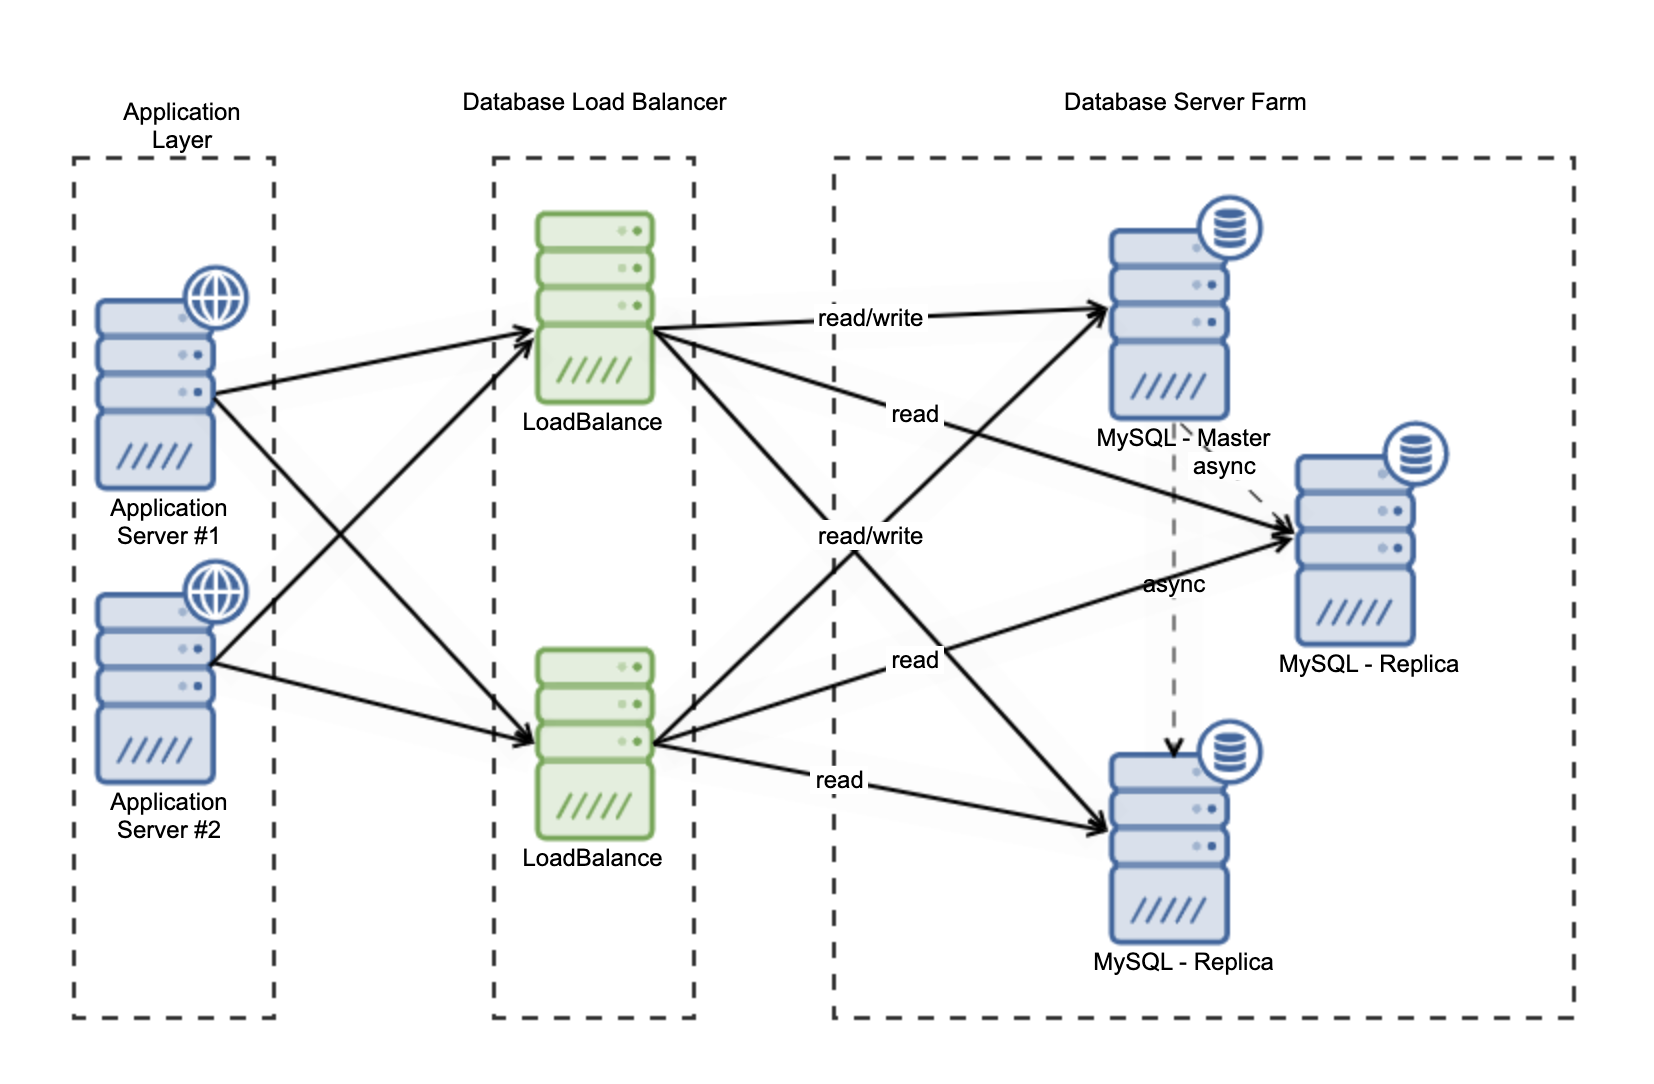 Application
Layer
Database Load Balancer
Database Server Farm
Application
Server #1
Application
Server #2
LoadBalance
LoadBalance
read/write
read
read/write
read
read
MySQL - Master
async
async
MySQL - Replica
MySQL - Replica